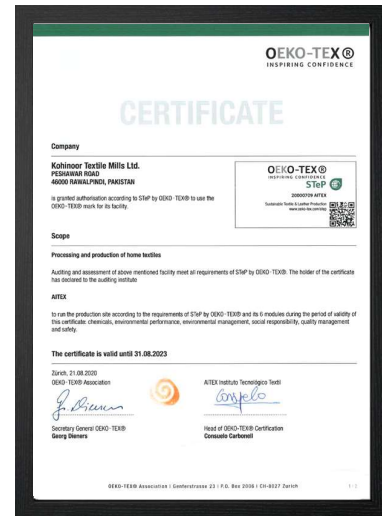 OEKO-TEX®
INSPIRING CONFIDENCE
CERTIFICATE
Company
Kohinoor Textile Mills Ltd.
PESHAWAR ROAD
46000 RAWALPINDI, PAKISTAN
is granted authorisation according to STeP by OEKO-TEX® to use the
OEKO-TEX® mark for its facility.
OEKO-TEX®
INSPIRING CONFIDENCE
STeP
20000709 AITEX
Sustainable Textile & Leather Production
www.oeko-tex.com/step
Scope
Processing and production of home textiles
Auditing and assessment of above mentioned facility meet all requirements of STeP by OEKO-TEX®. The holder of the certificate
has declared to the auditing institute
AITEX
to run the production site according to the requirements of STeP by OEKO-TEX® and its 6 modules during the period of validity of
this certificate: chemicals, environmental performance, environmental management, social responsibility, quality management
and safety.
The certificate is valid until 31.08.2023
Zürich, 21.08.2020
OEKO-TEX® Association
AITEX Instituto Tecnológico Textil
Secretary General OEKO-TEX®
Georg Dieners
Head of OEKO-TEX® Certification
Consuelo Carbonell
OEKO-TEX® Association | Genferstrasse 23 | P.O. Box 2006 | CH-8027 Zurich